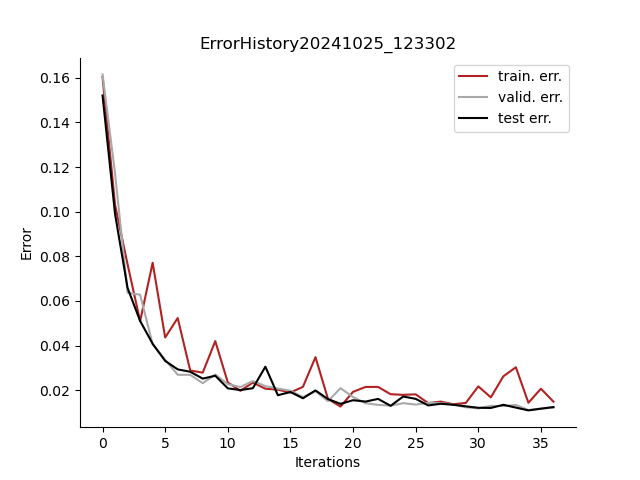 ErrorHistory20241025_123302
train. err.
valid. err.
test err.
0.16
0.14
0.12
0.10
0.08
0.06
0.04
0.02
Error
0 5 10 15 20 25 30 35
Iterations